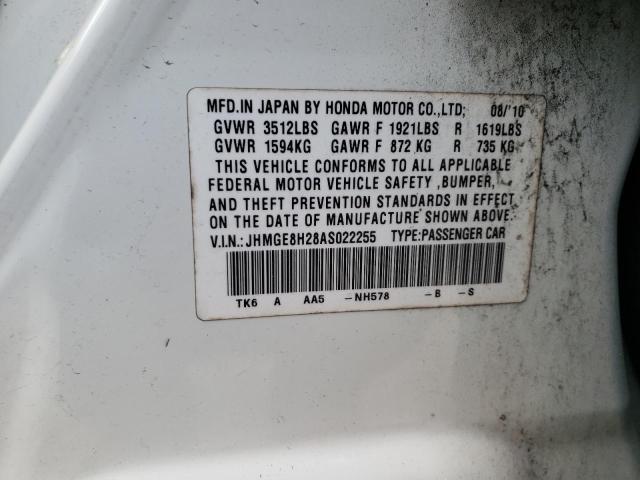 MFD.IN JAPAN BY HONDA MOTOR CO.,LTD; 08/'10
GVWR 3512LBS GAWR F 1921LBS R 1619LBS
GVWR 1594KG GAWR F 872 KG R 735 KG
THIS VEHICLE CONFORMS TO ALL APPLICABLE
FEDERAL MOTOR VEHICLE SAFETY ,BUMPER,
AND THEFT PREVENTION STANDARDS IN EFFECT
ON THE DATE OF MANUFACTURE SHOWN ABOVE.
V.I.N.:JHMGE8H28AS022255 TYPE:PASSENGER CAR
TK6 A AA5 -NH578 -B -S